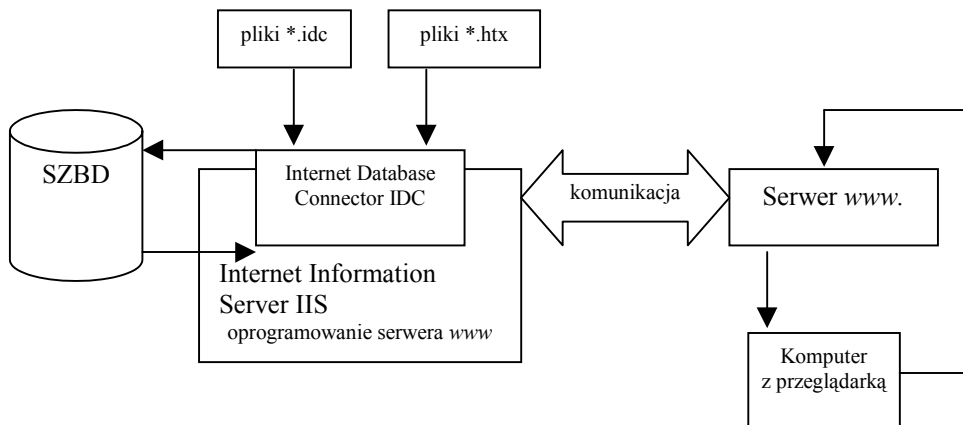 pliki *.idc
pliki *.htx
SZBD
Internet Database
Connector IDC
komunikacja
Serwer www.
Internet Information
Server IIS
oprogramowanie serwera www
Komputer
z przeglądarką